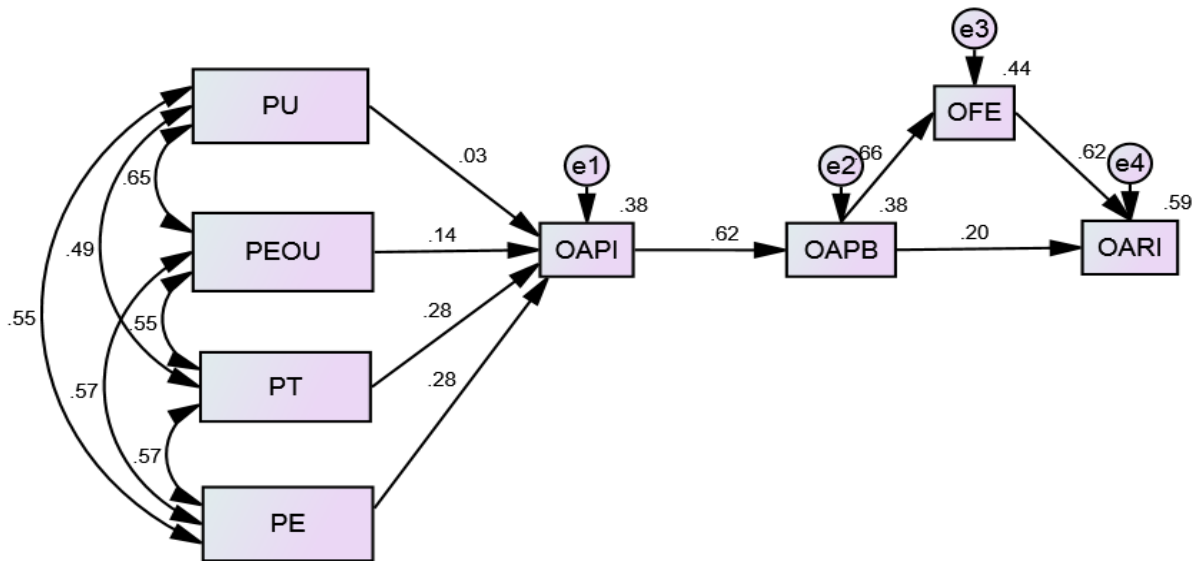 e3
.44
PU
OFE
.03
e1
e2
.66
.62
e4
.65
.38
.38
.59
PEOU
.14
OAPI
.62
OAPB
.20
OARI
.49
.55
.55
.28
PT
.57
.28
.57
PE